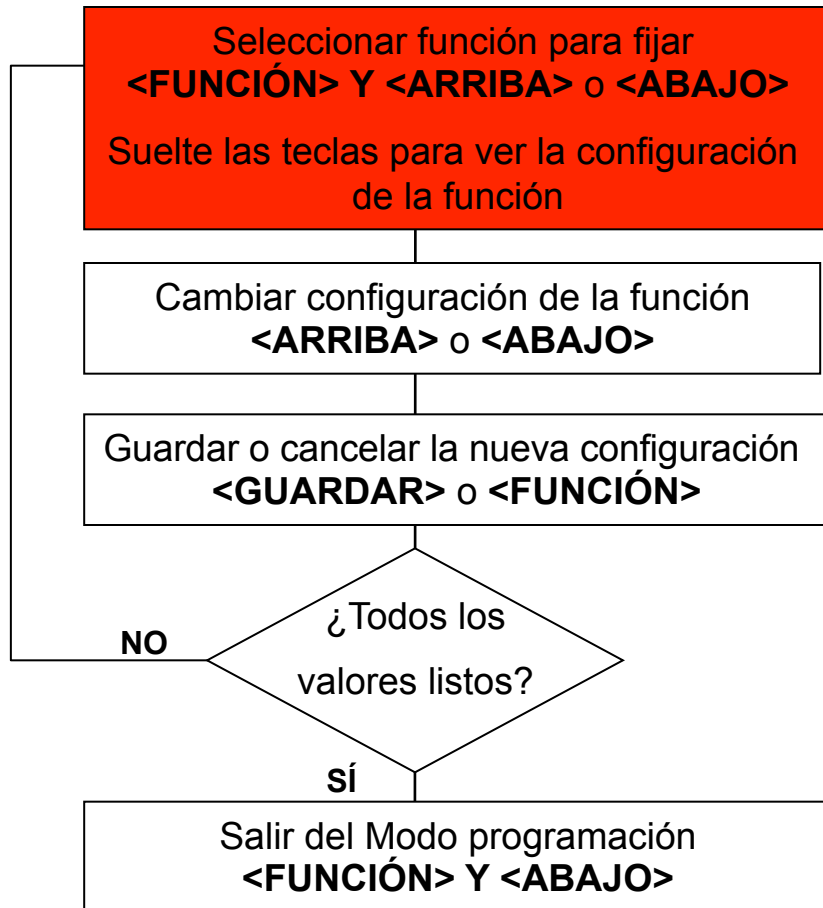 Seleccionar función para fijar
<FUNCIÓN> Y <ARRIBA> o <ABAJO>
Suelte las teclas para ver la configuración
de la función
Cambiar configuración de la función
<ARRIBA> o <ABAJO>
Guardar o cancelar la nueva configuración
<GUARDAR> o <FUNCIÓN>
¿Todos los
valores listos?
NO
SÍ
Salir del Modo programación
<FUNCIÓN> Y <ABAJO>